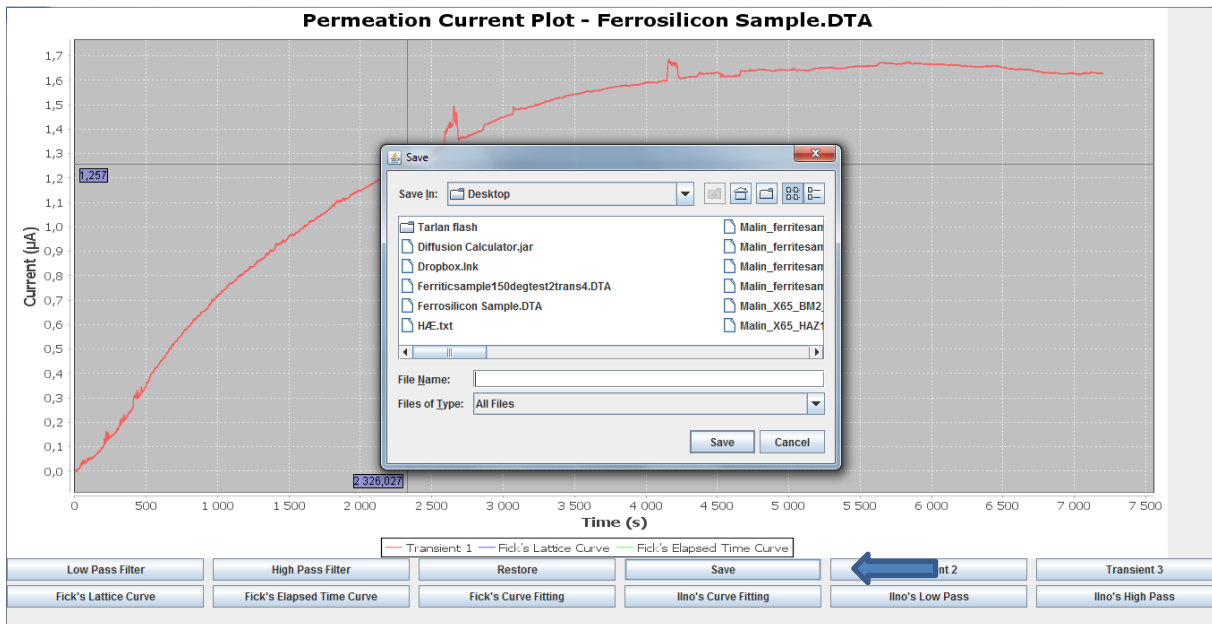 Permeation Current Plot - Ferrosilicon Sample.DTA
1,7
1,6
1,5
1,4
1,3
1,2
1,1
1,0
0,9
0,8
0,7
0,6
0,5
0,4
0,3
0,2
0,1
0,0
Current (µA)
1,257
2 326,027
Save
Save In: Desktop
Tarlan flash
Diffusion Calculator.jar
Dropbox.lnk
Ferriticsample150degtest2trans4.DTA
Ferrosilicon Sample.DTA
HÆ.txt
Malin_ferritesan
Malin_ferritesan
Malin_ferritesan
Malin_ferritesan
Malin_X65_BM2_
Malin_X65_HAZ1
File Name:
Files of Type: All Files
Save Cancel
0 500 1 000 1 500 2 000 2 500 3 000 3 500 4 000 4 500 5 000 5 500 6 000 6 500 7 000 7 500
Time (s)
Transient 1 Fick's Lattice Curve Fick's Elapsed Time Curve
Low Pass Filter High Pass Filter Restore Save nt 2 Transient 3
Fick's Lattice Curve Fick's Elapsed Time Curve Fick's Curve Fitting Ilno's Curve Fitting Ilno's Low Pass Ilno's High Pass